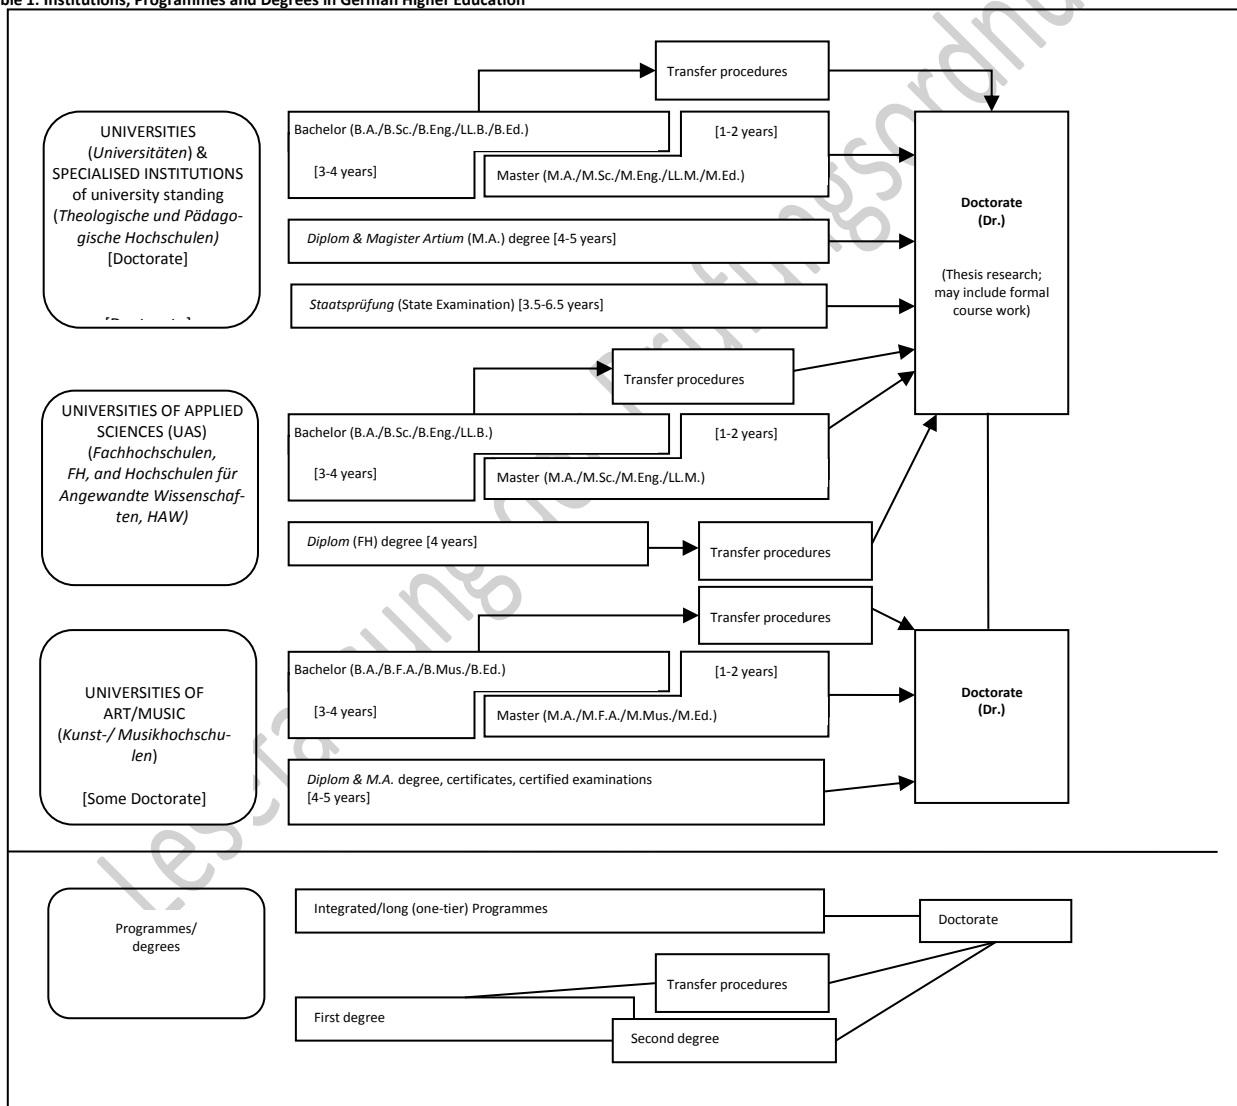 ble 1: Institutions, Programmes and Degrees in German Higher Education
Transfer procedures
UNIVERSITIES
(Universitäten) &
SPECIALISED INSTITUTIONS
of university standing
(Theologische und Pädago-
gische Hochschulen)
[Doctorate]
Bachelor (B.A./B.Sc./B.Eng./LL.B./B.Ed.)
[3-4 years]
[1-2 years]
Master (M.A./M.Sc./M.Eng./LL.M./M.Ed.)
Diplom & Magister Artium (M.A.) degree [4-5 years]
Staatsprüfung (State Examination) [3.5-6.5 years]
Doctorate
(Dr.)
(Thesis research;
may include formal
course work)
Transfer procedures
UNIVERSITIES OF APPLIED
SCIENCES (UAS)
(Fachhochschulen,
FH, and Hochschulen für
Angewandte Wissenschaf-
ten, HAW)
Bachelor (B.A./B.Sc./B.Eng./LL.B.)
[3-4 years]
[1-2 years]
Master (M.A./M.Sc./M.Eng./LL.M.)
Diplom (FH) degree [4 years]
Transfer procedures
Transfer procedures
UNIVERSITIES OF
ART/MUSIC
(Kunst-/ Musikhochschu-
len)
[Some Doctorate]
Bachelor (B.A./B.F.A./B.Mus./B.Ed.)
[3-4 years]
[1-2 years]
Master (M.A./M.F.A./M.Mus./M.Ed.)
Diplom & M.A. degree, certificates, certified examinations
[4-5 years]
Doctorate
(Dr.)
Programmes/
degrees
Integrated/long (one-tier) Programmes
Doctorate
Transfer procedures
First degree
Second degree